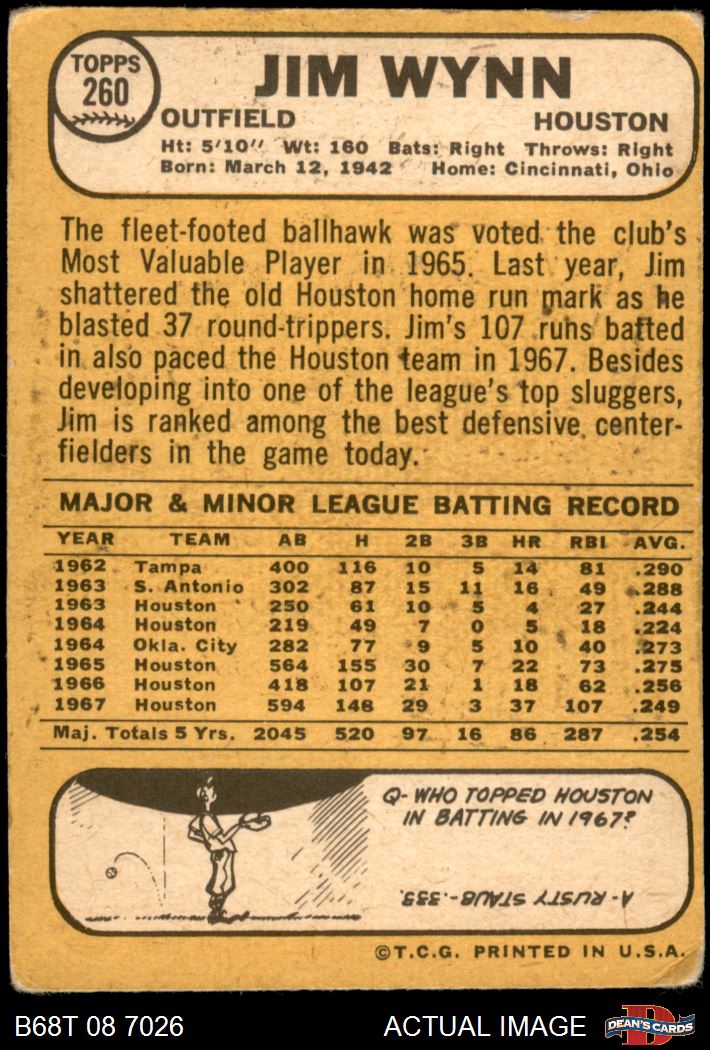 TOPPS
260
JIM WYNN
OUTFIELD HOUSTON
Ht: 5'10" Wt: 160 Bats: Right Throws: Right
Born: March 12, 1942 Home: Cincinnati, Ohio
The fleet-footed ballhawk was voted the club's
Most Valuable Player in 1965. Last year, Jim
shattered the old Houston home run mark as he
blasted 37 round-trippers. Jim's 107 runs batted
in also paced the Houston team in 1967. Besides
developing into one of the league's top sluggers,
Jim is ranked among the best defensive center-
fielders in the game today.
MAJOR & MINOR LEAGUE BATTING RECORD
YEAR TEAM AB H 2B 3B HR RBI AVG.
1962 Tampa 400 116 10 5 14 81 .290
1963 S. Antonio 302 87 15 11 16 49 .288
1963 Houston 250 61 10 5 4 27 .244
1964 Houston 219 49 7 0 5 18 .224
1964 Okla. City 282 77 9 5 10 40 .273
1965 Houston 564 155 30 7 22 73 .275
1966 Houston 418 107 21 1 18 62 .256
1967 Houston 594 148 29 3 37 107 .249
Maj. Totals 5 Yrs. 2045 520 97 16 86 287 .254
Q- WHO TOPPED HOUSTON
IN BATTING IN 1967?
A- RUSTY STAUB-.333.
©T.C.G. PRINTED IN U.S.A.
B68T 08 7026 ACTUAL IMAGE D DEAN'S CARDS